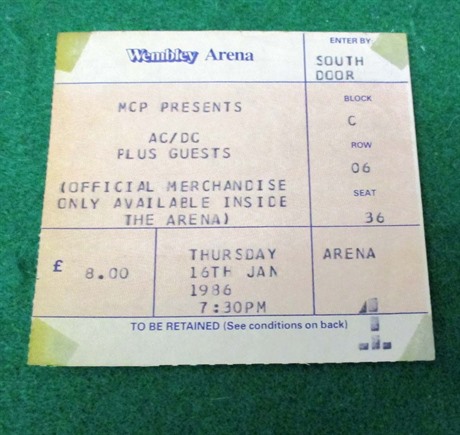 Wembley Arena
ENTER BY
SOUTH
DOOR
MCP PRESENTS
AC/DC
PLUS GUESTS
(OFFICIAL MERCHANDISE
ONLY AVAILABLE INSIDE
THE ARENA)
BLOCK
C
ROW
06
SEAT
36
£ 8.00
THURSDAY
16TH JAN
1986
7:30PM
ARENA
TO BE RETAINED (See conditions on back)